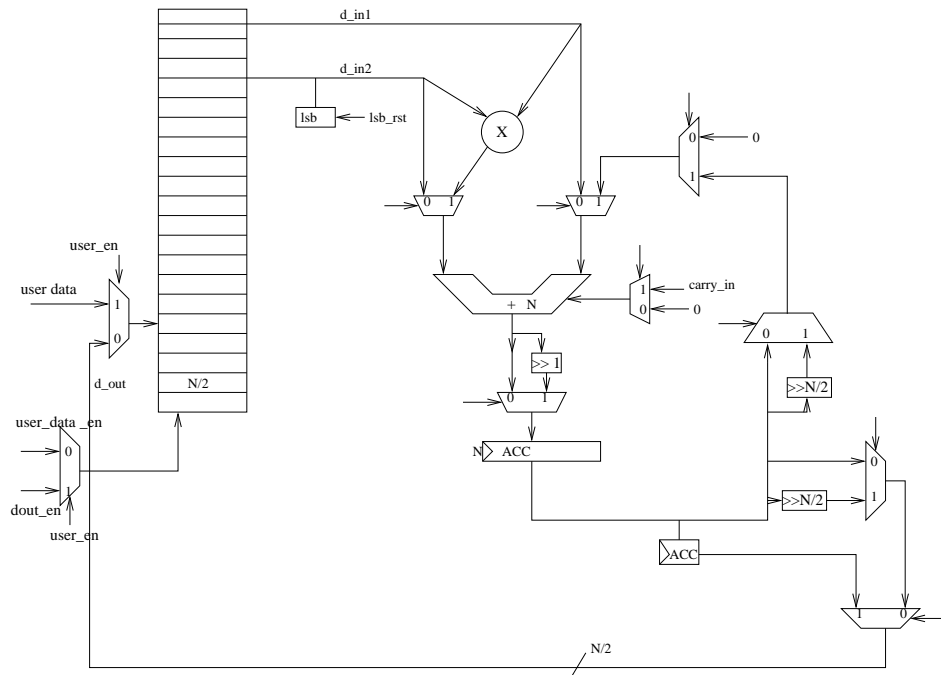 d_in1
d_in2
lsb
lsb_rst
X
0
0
1
0 1
0 1
user_en
user data
1
0
d_out
N/2
+ N
1
0
carry_in
0
0 1
>> 1
>>N/2
0 1
user_data _en
0
1
dout_en
user_en
N
ACC
0
1
>>N/2
ACC
1 0
N/2